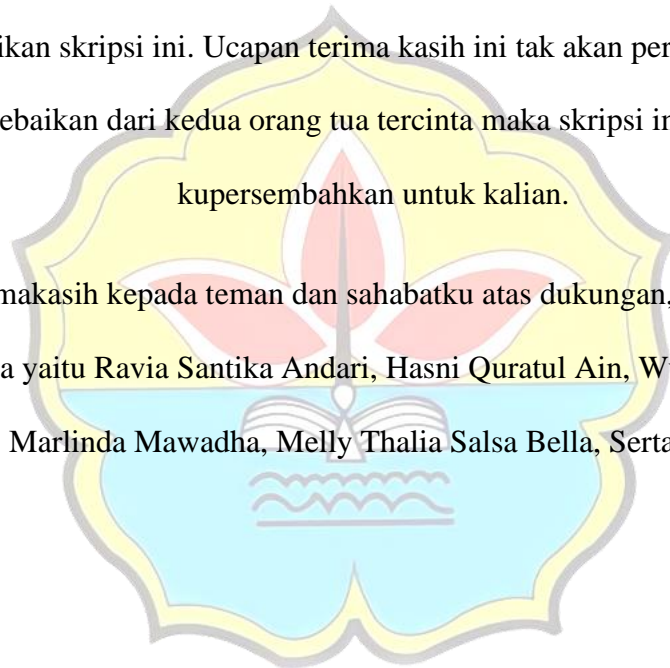 ikan skripsi ini. Ucapan terima kasih ini tak akan per
ebaikan dari kedua orang tua tercinta maka skripsi in
kupersembahkan untuk kalian.
makasih kepada teman dan sahabatku atas dukungan,
a yaitu Ravia Santika Andari, Hasni Quratul Ain, W
Marlinda Mawadha, Melly Thalia Salsa Bella, Serta